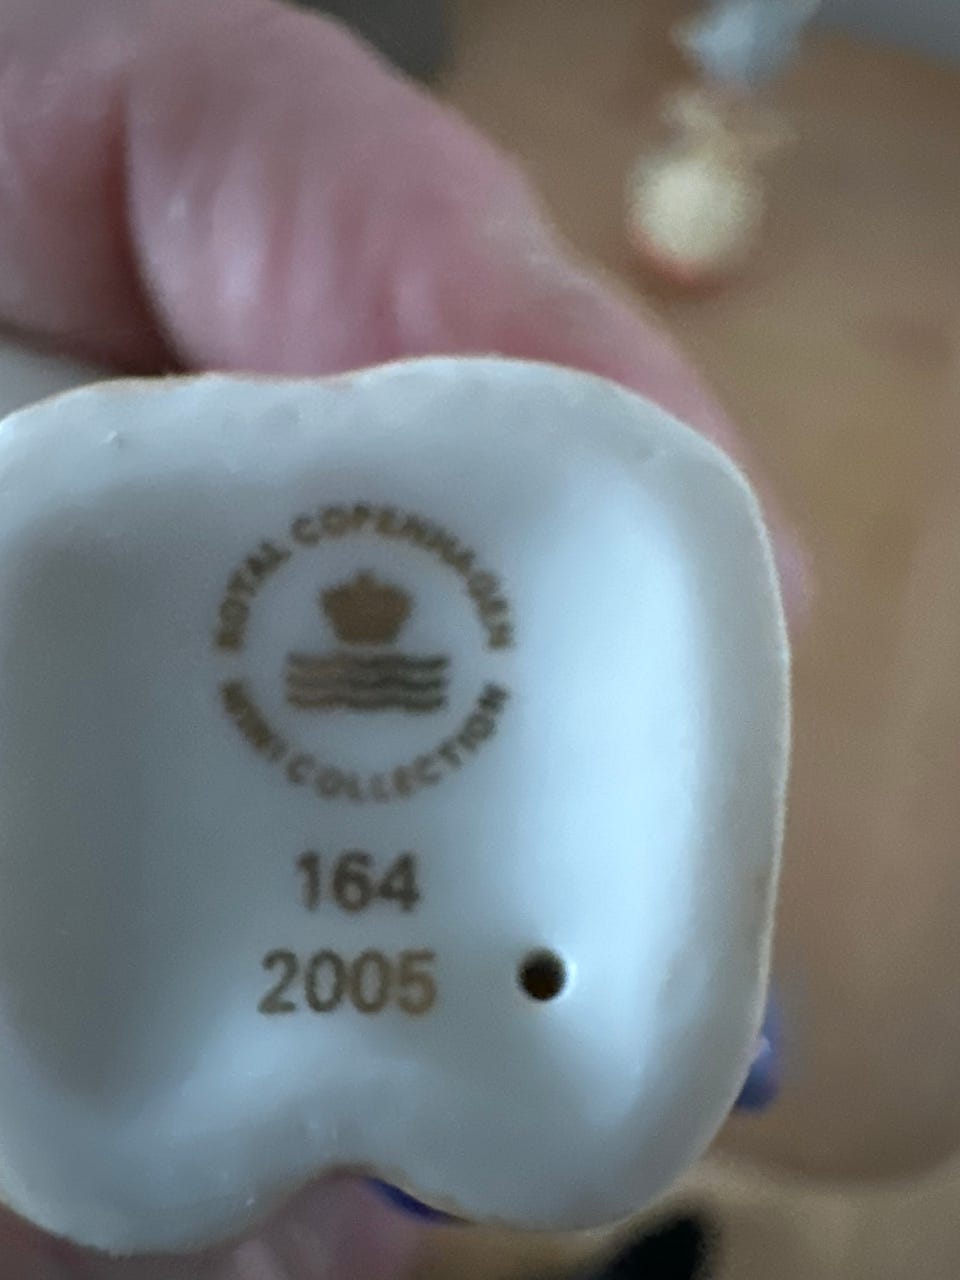 ROYAL COPENHAGEN
MINI COLLECTION
164
2005